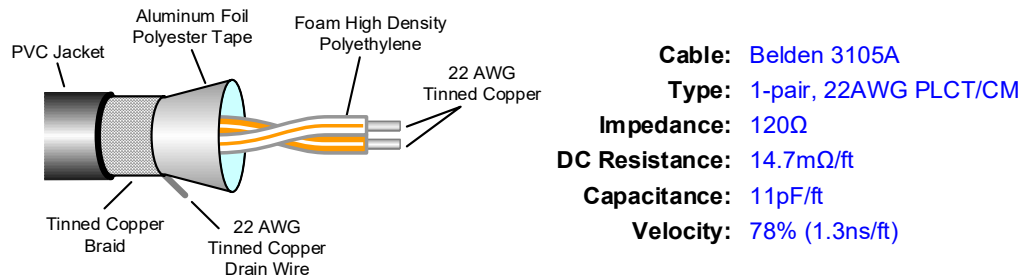 Aluminum Foil
Polyester Tape
Foam High Density
Polyethylene
PVC Jacket
22 AWG
Tinned Copper
Tinned Copper
Braid
22 AWG
Tinned Copper
Drain Wire
Cable: Belden 3105A
Type: 1-pair, 22AWG PLCT/CM
Impedance: 120Ω
DC Resistance: 14.7mΩ/ft
Capacitance: 11pF/ft
Velocity: 78% (1.3ns/ft)